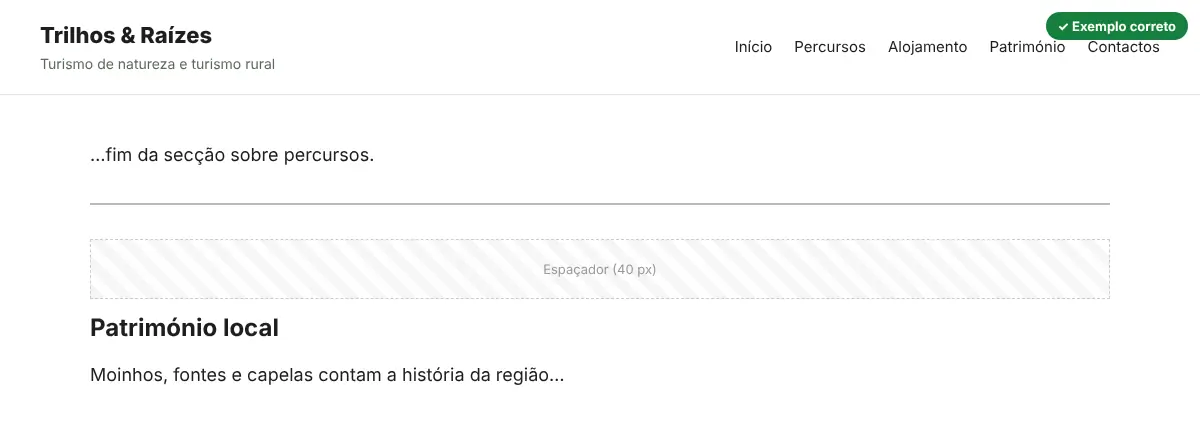 Trilhos & Raízes
Turismo de natureza e turismo rural
Início Percursos Alojamento Património Contactos
✓ Exemplo correto
…fim da secção sobre percursos.
Espaçador (40 px)
Património local
Moinhos, fontes e capelas contam a história da região…